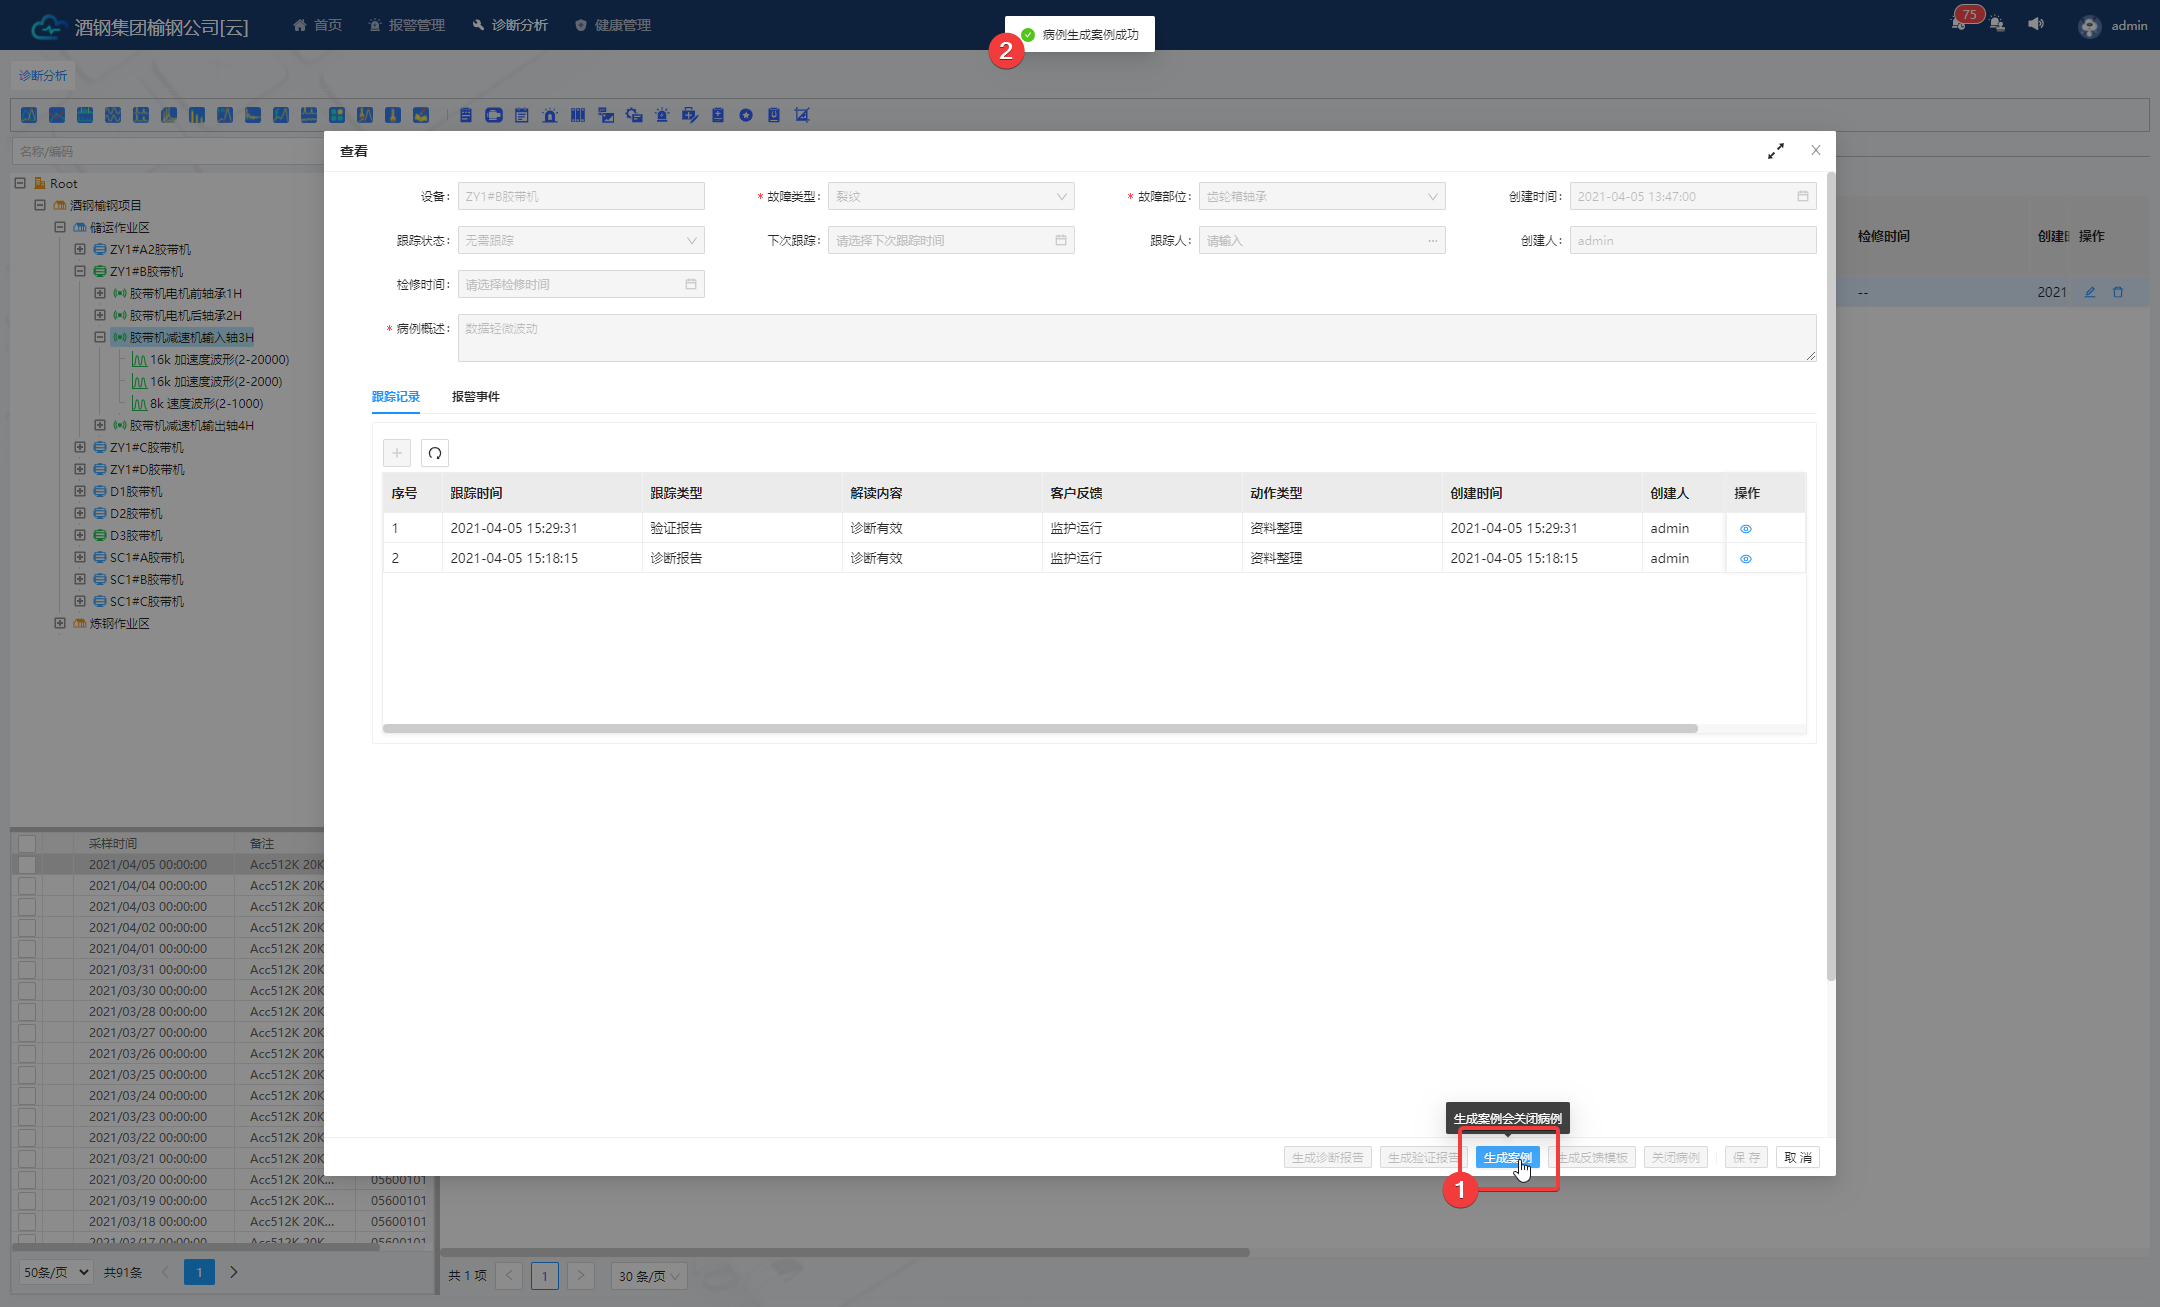 酒钢集团榆钢公司[云]
首页
报警管理
诊断分析
健康管理
病例生成案例成功
2
75
admin
诊断分析
名称/编码
Root
酒钢榆钢项目
储运作业区
ZY1#A2胶带机
ZY1#B胶带机
胶带机电机前轴承1H
胶带机电机后轴承2H
胶带机减速机输入轴3H
16k 加速度波形(2-20000)
16k 加速度波形(2-2000)
8k 速度波形(2-1000)
胶带机减速机输出轴4H
ZY1#C胶带机
ZY1#D胶带机
D1胶带机
D2胶带机
D3胶带机
SC1#A胶带机
SC1#B胶带机
SC1#C胶带机
炼钢作业区
查看
设备: ZY1#B胶带机
* 故障类型: 裂纹
* 故障部位: 齿轮箱轴承
创建时间: 2021-04-05 13:47:00
跟踪状态: 无需跟踪
下次跟踪: 请选择下次跟踪时间
跟踪人: 请输入 ···
创建人: admin
检修时间: 请选择检修时间
* 病例概述: 数据轻微波动
检修时间 创建时 操作
-- 2021
跟踪记录 报警事件
序号 跟踪时间 跟踪类型 解读内容 客户反馈 动作类型 创建时间 创建人 操作
1 2021-04-05 15:29:31 验证报告 诊断有效 监护运行 资料整理 2021-04-05 15:29:31 admin
2 2021-04-05 15:18:15 诊断报告 诊断有效 监护运行 资料整理 2021-04-05 15:18:15 admin
采样时间 备注
2021/04/05 00:00:00 Acc512K 20K
2021/04/04 00:00:00 Acc512K 20K
2021/04/03 00:00:00 Acc512K 20K
2021/04/02 00:00:00 Acc512K 20K
2021/04/01 00:00:00 Acc512K 20K
2021/03/31 00:00:00 Acc512K 20K
2021/03/30 00:00:00 Acc512K 20K
2021/03/28 00:00:00 Acc512K 20K
2021/03/27 00:00:00 Acc512K 20K
2021/03/26 00:00:00 Acc512K 20K
2021/03/25 00:00:00 Acc512K 20K
2021/03/24 00:00:00 Acc512K 20K
2021/03/23 00:00:00 Acc512K 20K
2021/03/22 00:00:00 Acc512K 20K
2021/03/21 00:00:00 Acc512K 20K
2021/03/20 00:00:00 Acc512K 20K... 05600101
2021/03/19 00:00:00 Acc512K 20K... 05600101
2021/03/18 00:00:00 Acc512K 20K... 05600101
2021/03/17 00:00:00 Acc512K 20K 05600101
50条/页 共91条 1
生成案例会关闭病例
生成诊断报告 生成验证报告 生成案例 生成反馈模板 关闭病例 保 存 取 消
1
共 1 项 1 30 条/页